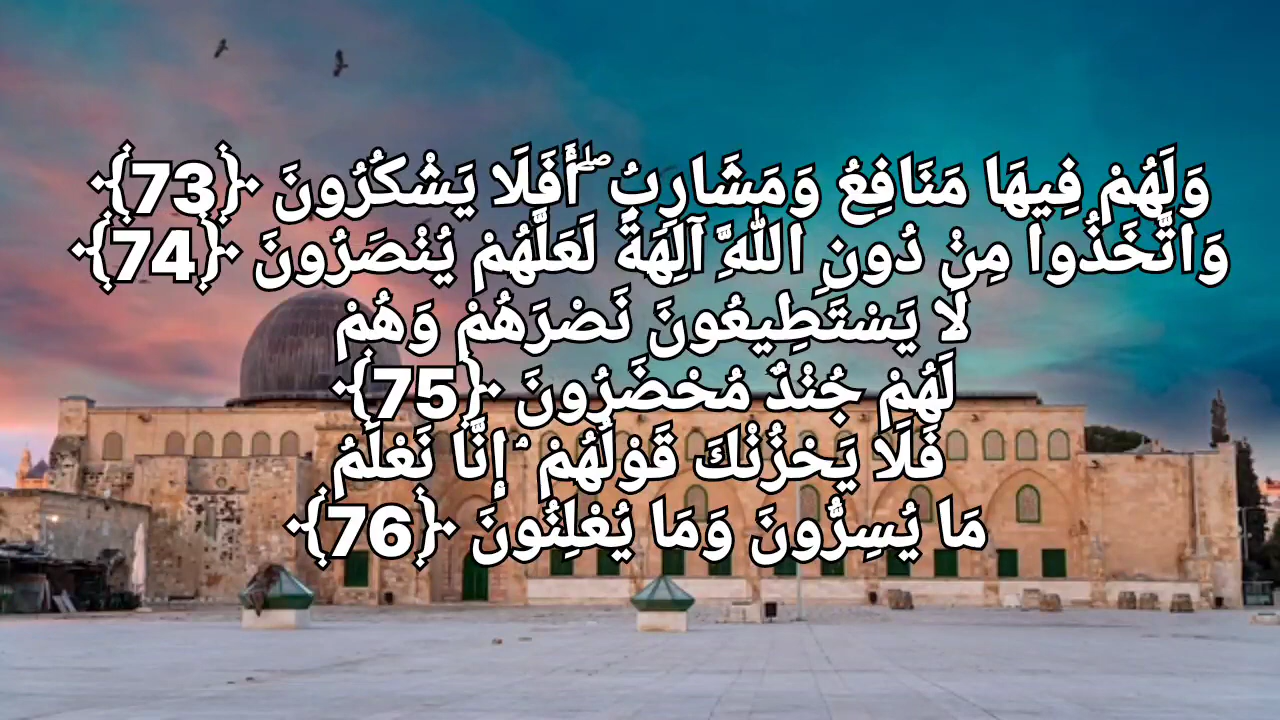 وَلَهُمْ فِيهَا مَنَافِعُ وَمَشَارِبُ ۖ أَفَلَا يَشْكُرُونَ ﴿73﴾
وَاتَّخَذُوا مِنْ دُونِ اللَّهِ آلِهَةً لَعَلَّهُمْ يُنْصَرُونَ ﴿74﴾
لَا يَسْتَطِيعُونَ نَصْرَهُمْ وَهُمْ
لَهُمْ جُنْدٌ مُحْضَرُونَ ﴿75﴾
فَلَا يَحْزُنْكَ قَوْلُهُمْ ۘ إِنَّا نَعْلَمُ
مَا يُسِرُّونَ وَمَا يُعْلِنُونَ ﴿76﴾